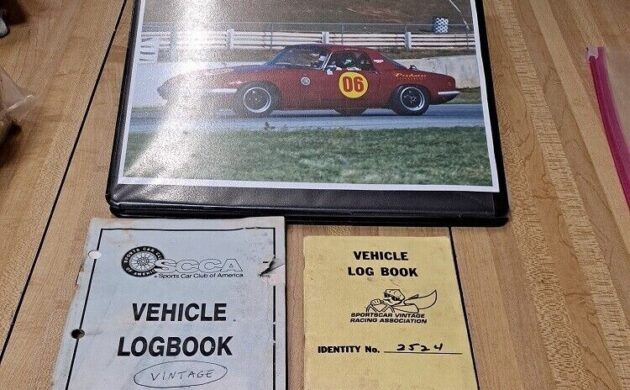 06
SCCA
Sports Car Club of America
VEHICLE
LOGBOOK
VINTAGE
VEHICLE
LOG BOOK
SPORTSCAR VINTAGE
RACING ASSOCIATION
IDENTITY No. 2524